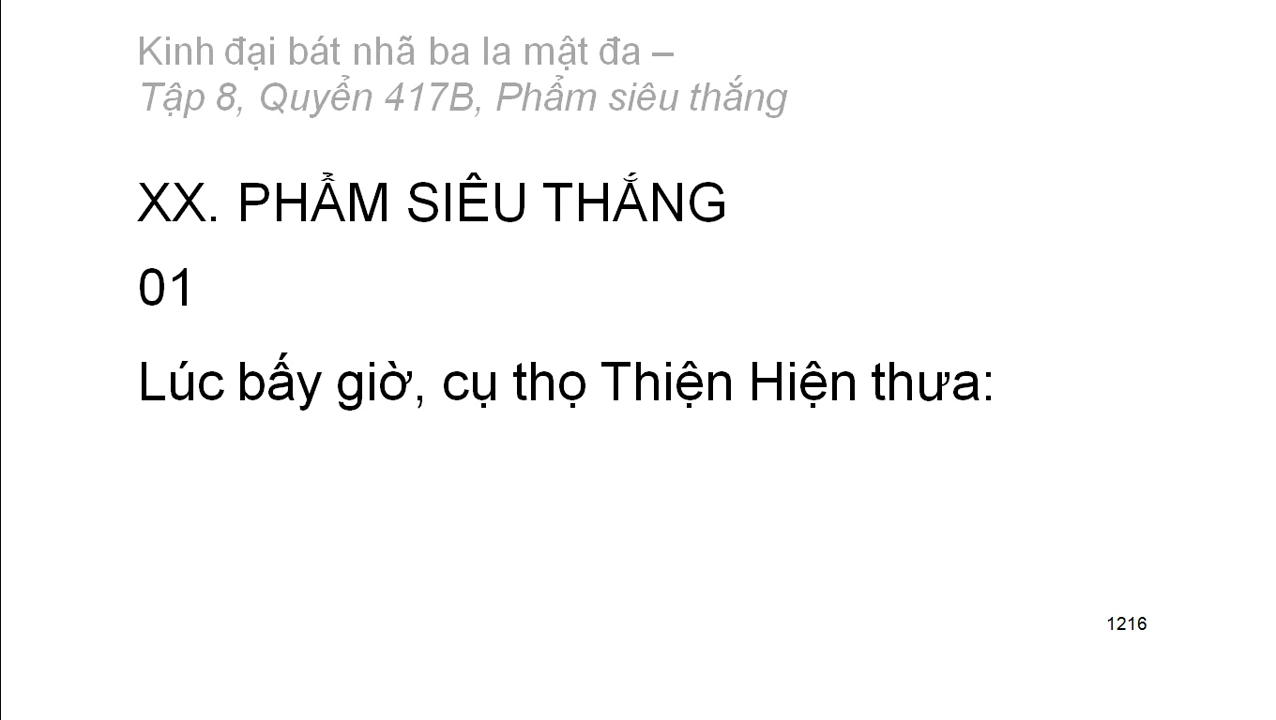 Kinh đại bát nhã ba la mật đa –
Tập 8, Quyển 417B, Phẩm siêu thắng
XX. PHẨM SIÊU THẮNG
01
Lúc bấy giờ, cụ thọ Thiện Hiện thưa:
1216